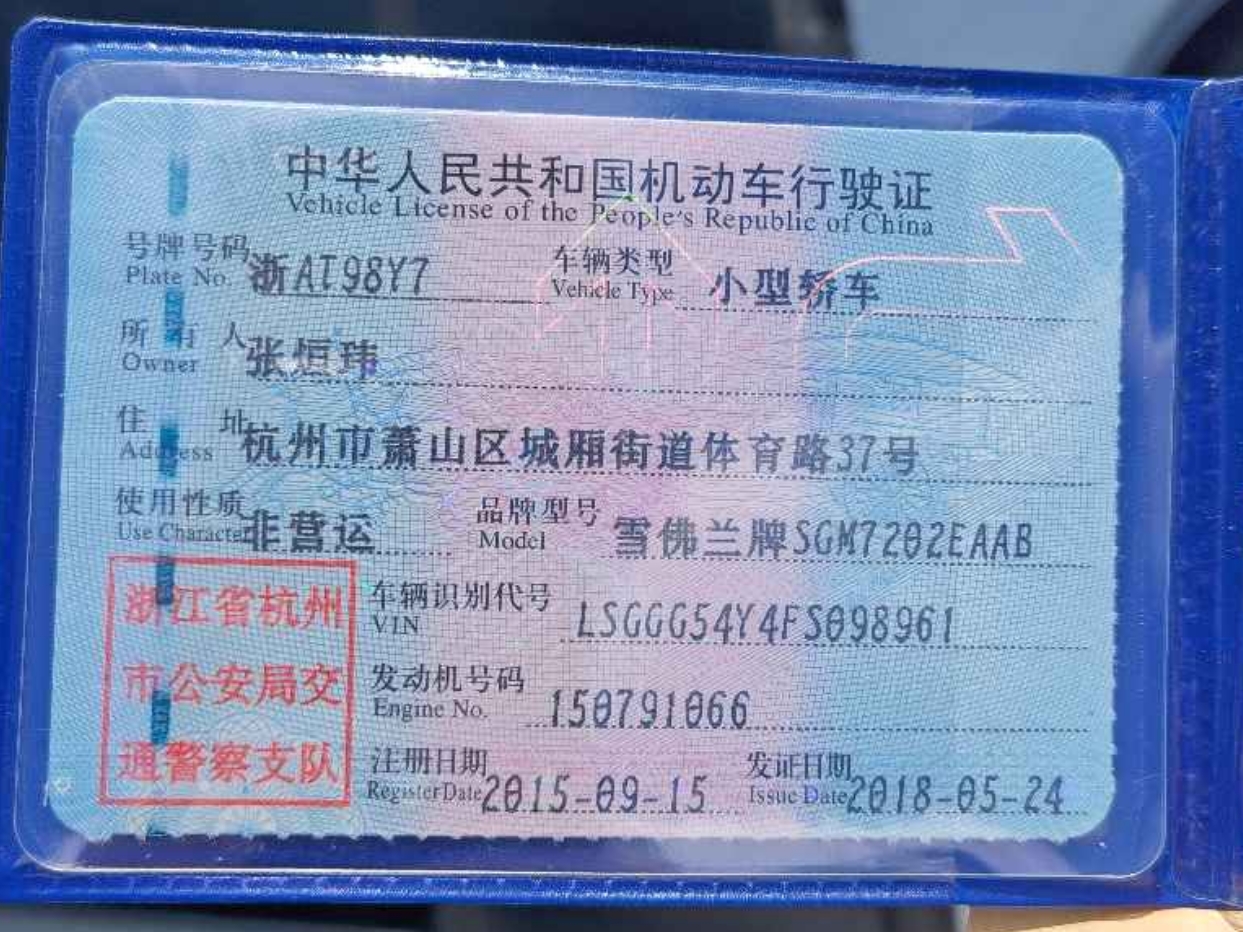 中华人民共和国机动车行驶证
Vehicle License of the People's Republic of China
号牌号码 浙AT98Y7 车辆类型 小型轿车
Plate No. Vehicle Type
所有人 张烜玮
Owner
住址 杭州市萧山区城厢街道体育路37号
Address
使用性质 非营运 品牌型号 雪佛兰牌SGM7202EAAB
Use Character Model
浙江省杭州
市公安局交
通警察支队
车辆识别代号 LSGGG54Y4FS098961
VIN
发动机号码 150791066
Engine No.
注册日期 2015-09-15 发证日期 2018-05-24
Register Date Issue Date